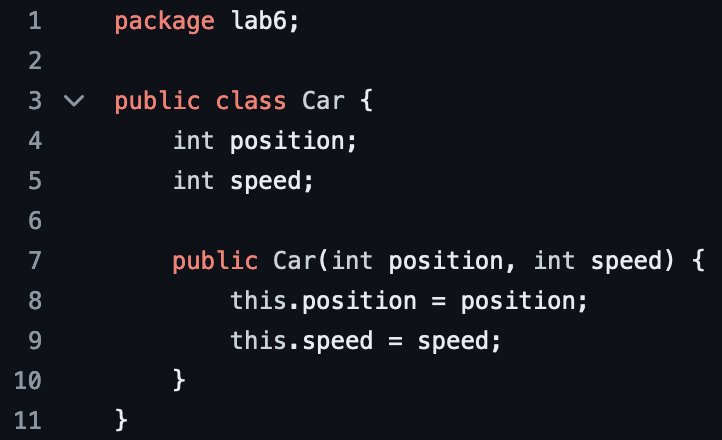 1 package lab6;
2
3 public class Car {
4     int position;
5     int speed;
6
7     public Car(int position, int speed) {
8         this.position = position;
9         this.speed = speed;
10     }
11 }